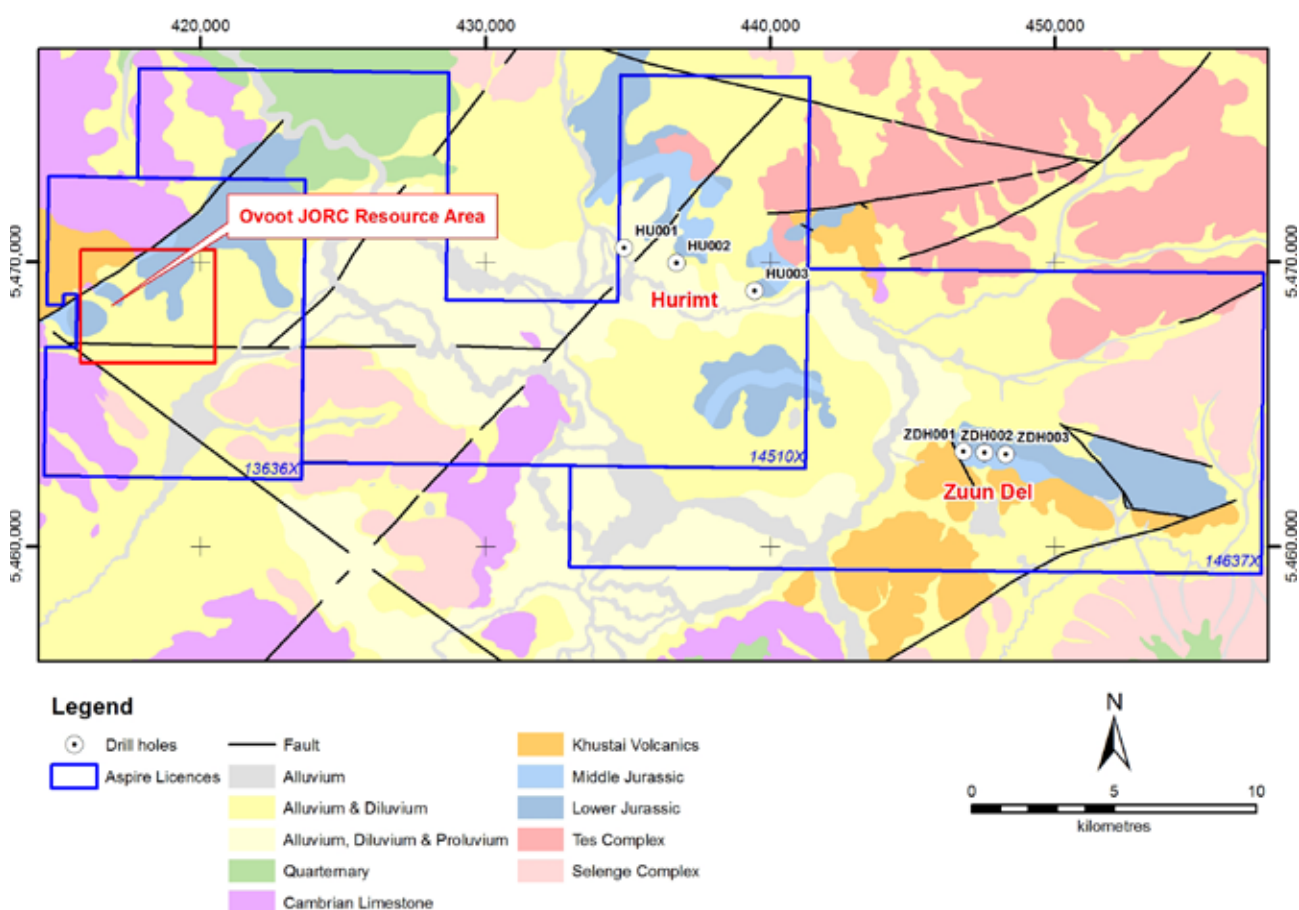 420,000
430,000
440,000
450,000
Ovoot JORC Resource Area
HU001
HU002
5,470,000
5,470,000
HU003
Hurimt
ZDH001
ZDH002
ZDH003
13636X
14510X
Zuun Del
5,460,000
5,460,000
14637X
Legend
Drill holes
Aspire Licences
Fault
Alluvium
Alluvium & Diluvium
Alluvium, Diluvium & Proluvium
Quarternary
Cambrian Limestone
Khustai Volcanics
Middle Jurassic
Lower Jurassic
Tes Complex
Selenge Complex
N
0 5 10
kilometres